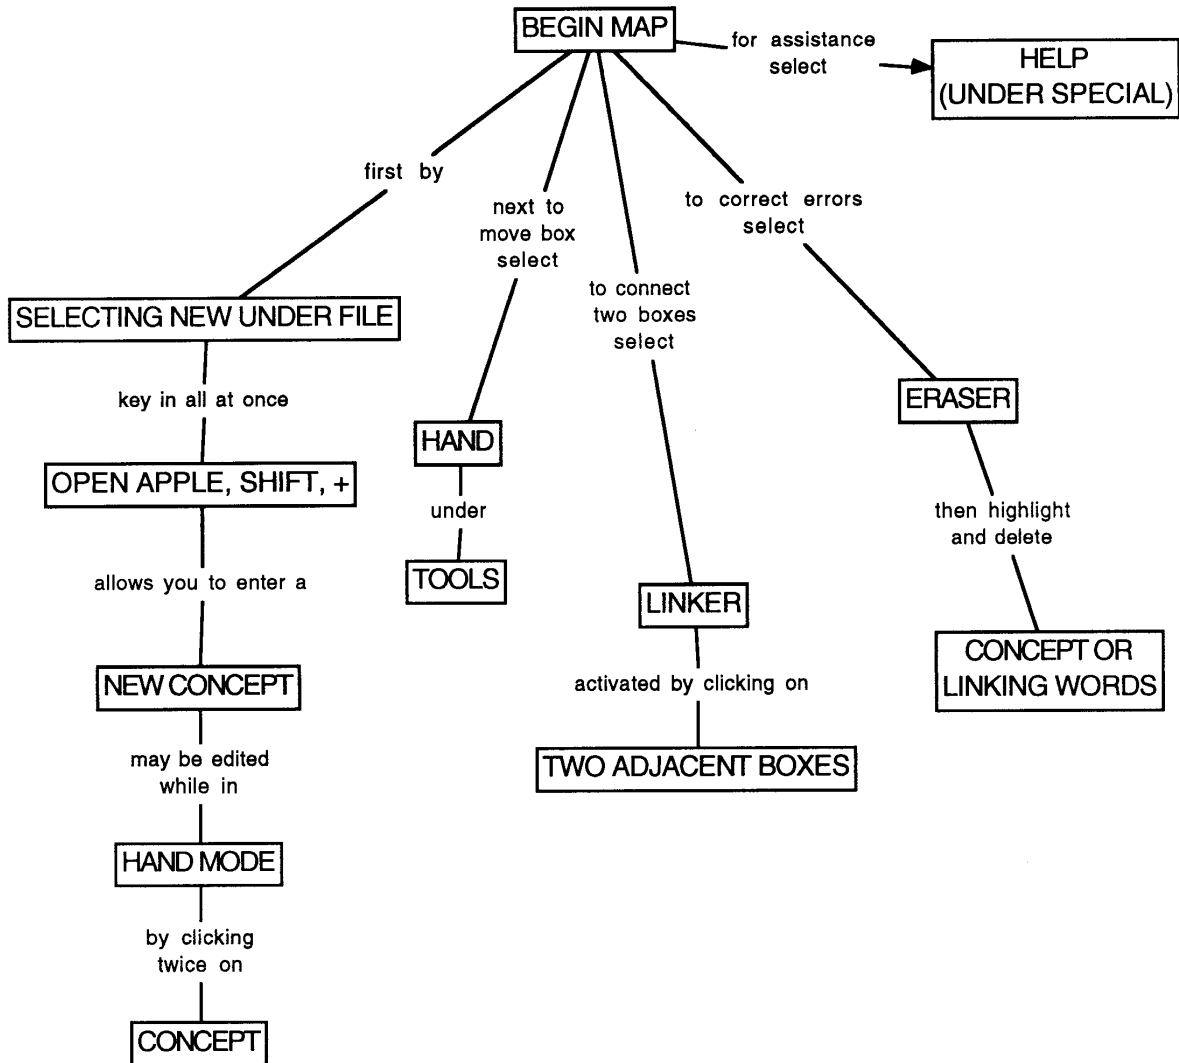 BEGIN MAP
for assistance
select
HELP
(UNDER SPECIAL)
first by
next to
move box
select
to correct errors
select
to connect
two boxes
select
SELECTING NEW UNDER FILE
key in all at once
OPEN APPLE, SHIFT, +
allows you to enter a
NEW CONCEPT
may be edited
while in
HAND MODE
by clicking
twice on
CONCEPT
HAND
under
TOOLS
LINKER
activated by clicking on
TWO ADJACENT BOXES
ERASER
then highlight
and delete
CONCEPT OR
LINKING WORDS